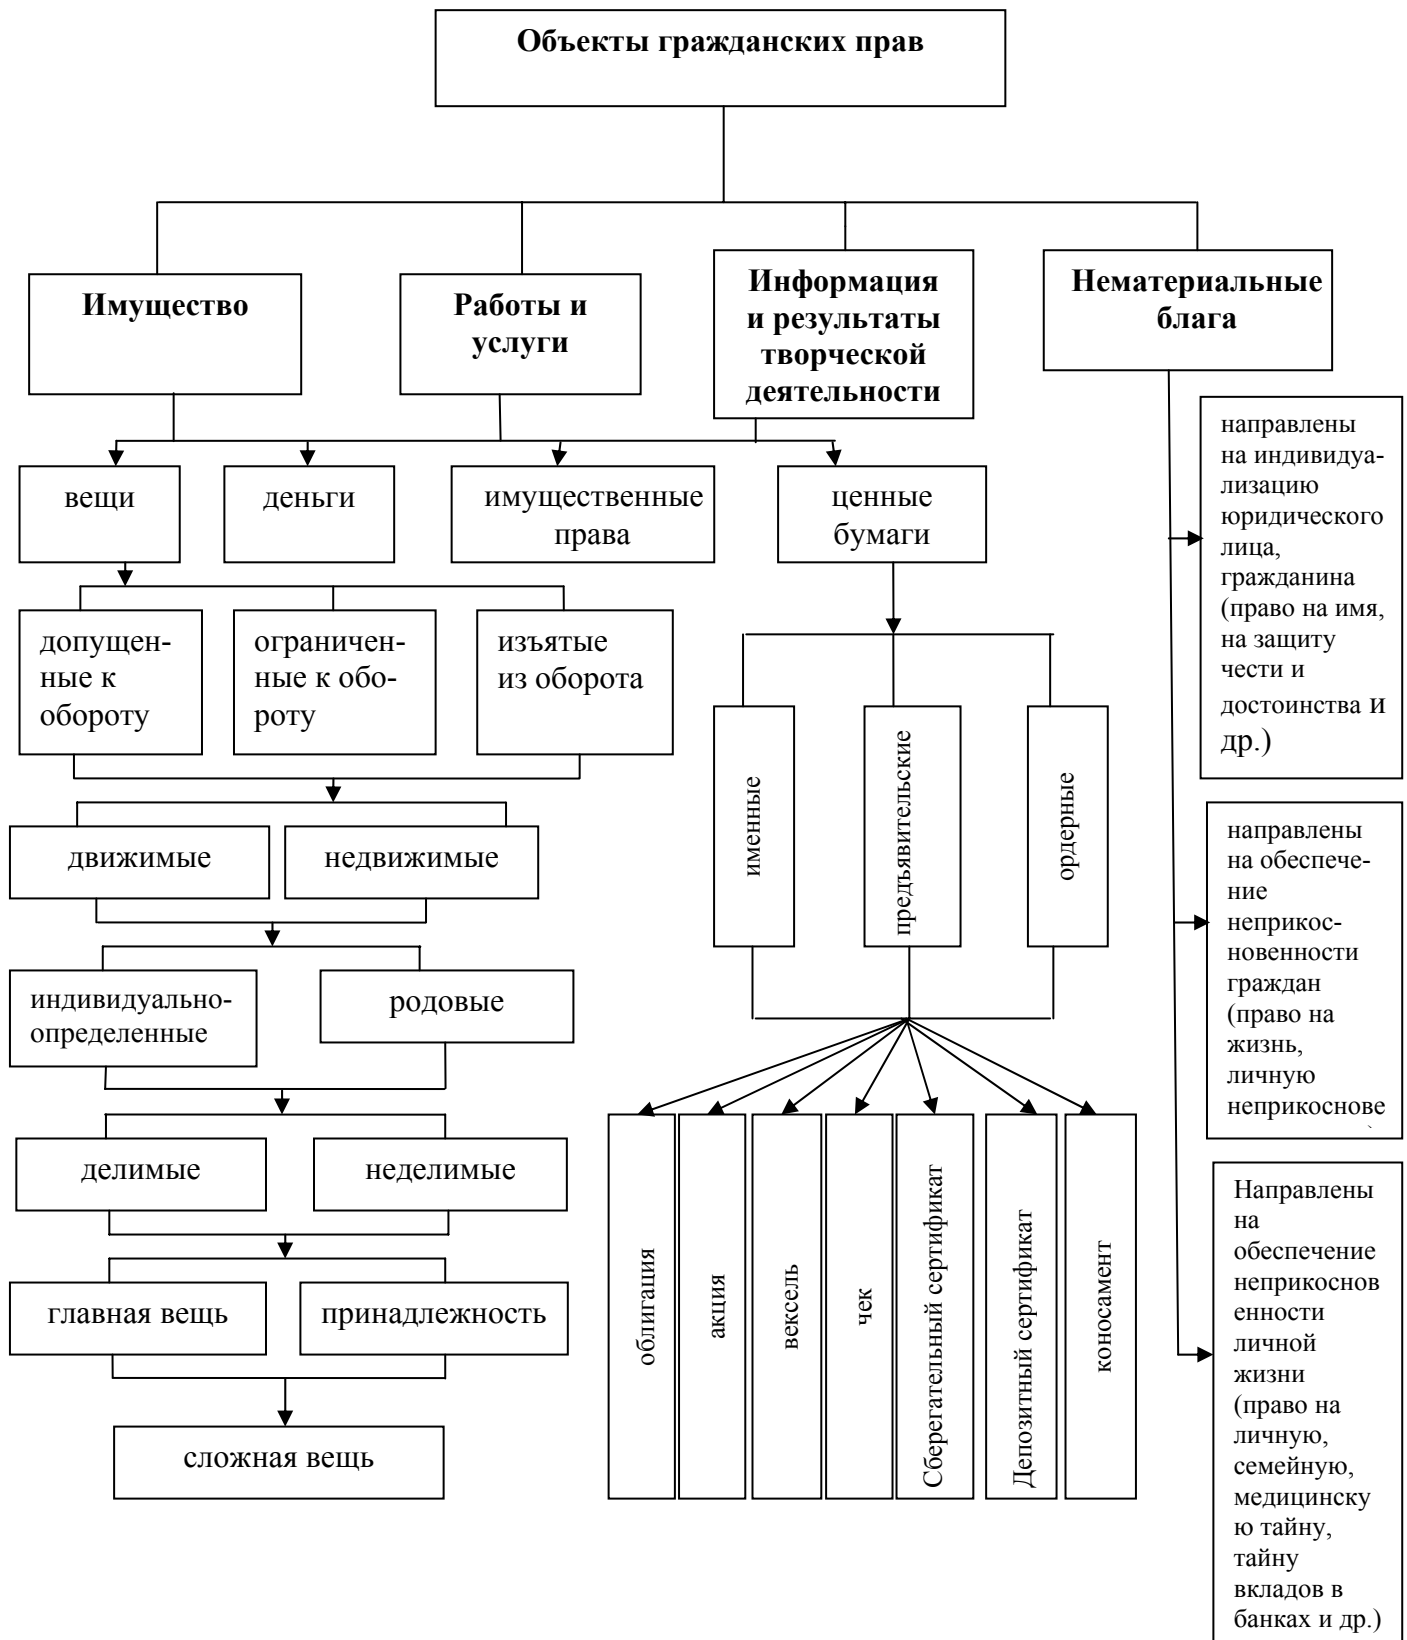 Объекты гражданских прав
Имущество
Работы и
услуги
Информация
и результаты
творческой
деятельности
Нематериальные
блага
вещи
деньги
имущественные
права
ценные
бумаги
допущен-
ные к
обороту
ограничен-
ные к обо-
роту
изъятые
из оборота
движимые
недвижимые
индивидуально-
определенные
родовые
делимые
неделимые
главная вещь
принадлежность
сложная вещь
именные
предъявительские
ордерные
облигация
акция
вексель
чек
Сберегательный сертификат
Депозитный сертификат
коносамент
направлены
на индивидуа-
лизацию
юридического
лица,
гражданина
(право на имя,
на защиту
чести и
достоинства и
др.)
направлены
на обеспече-
ние
неприкос-
новенности
граждан
(право на
жизнь,
личную
неприкоснове
Направлены
на
обеспечение
неприкоснов
енности
личной
жизни
(право на
личную,
семейную,
медицинску
ю тайну,
тайну
вкладов в
банках и др.)